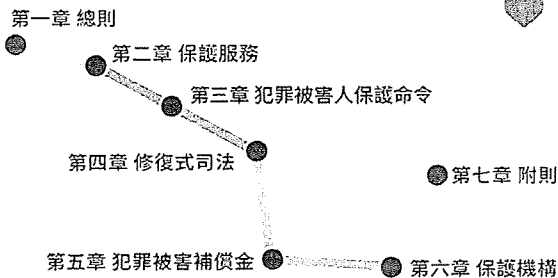 第一章 總則
第二章 保護服務
第三章 犯罪被害人保護命令
第四章 修復式司法
第七章 附則
第五章 犯罪被害補償金
第六章 保護機構